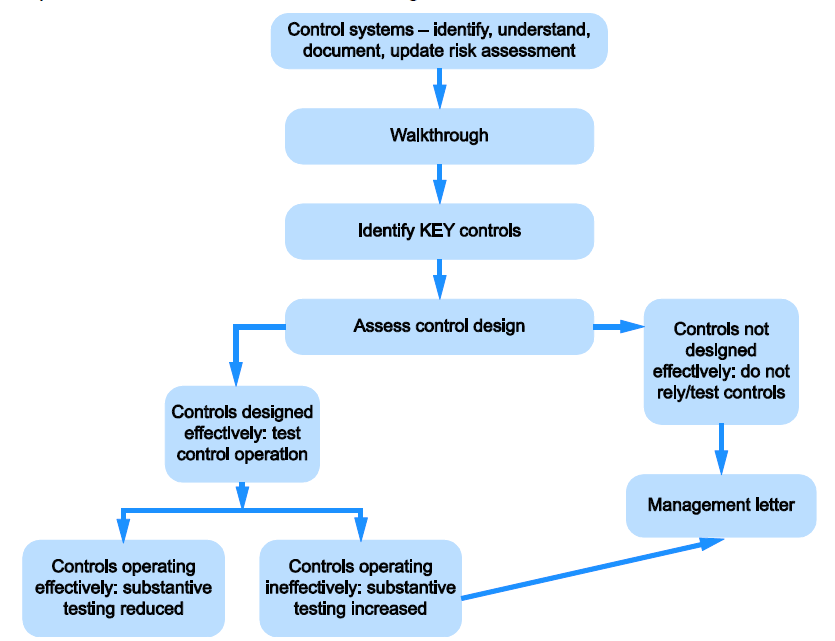 Control systems – identify, understand,
document, update risk assessment
Walkthrough
Identify KEY controls
Assess control design
Controls not
designed
effectively: do not
rely/test controls
Controls designed
effectively: test
control operation
Management letter
Controls operating
effectively: substantive
testing reduced
Controls operating
ineffectively: substantive
testing increased